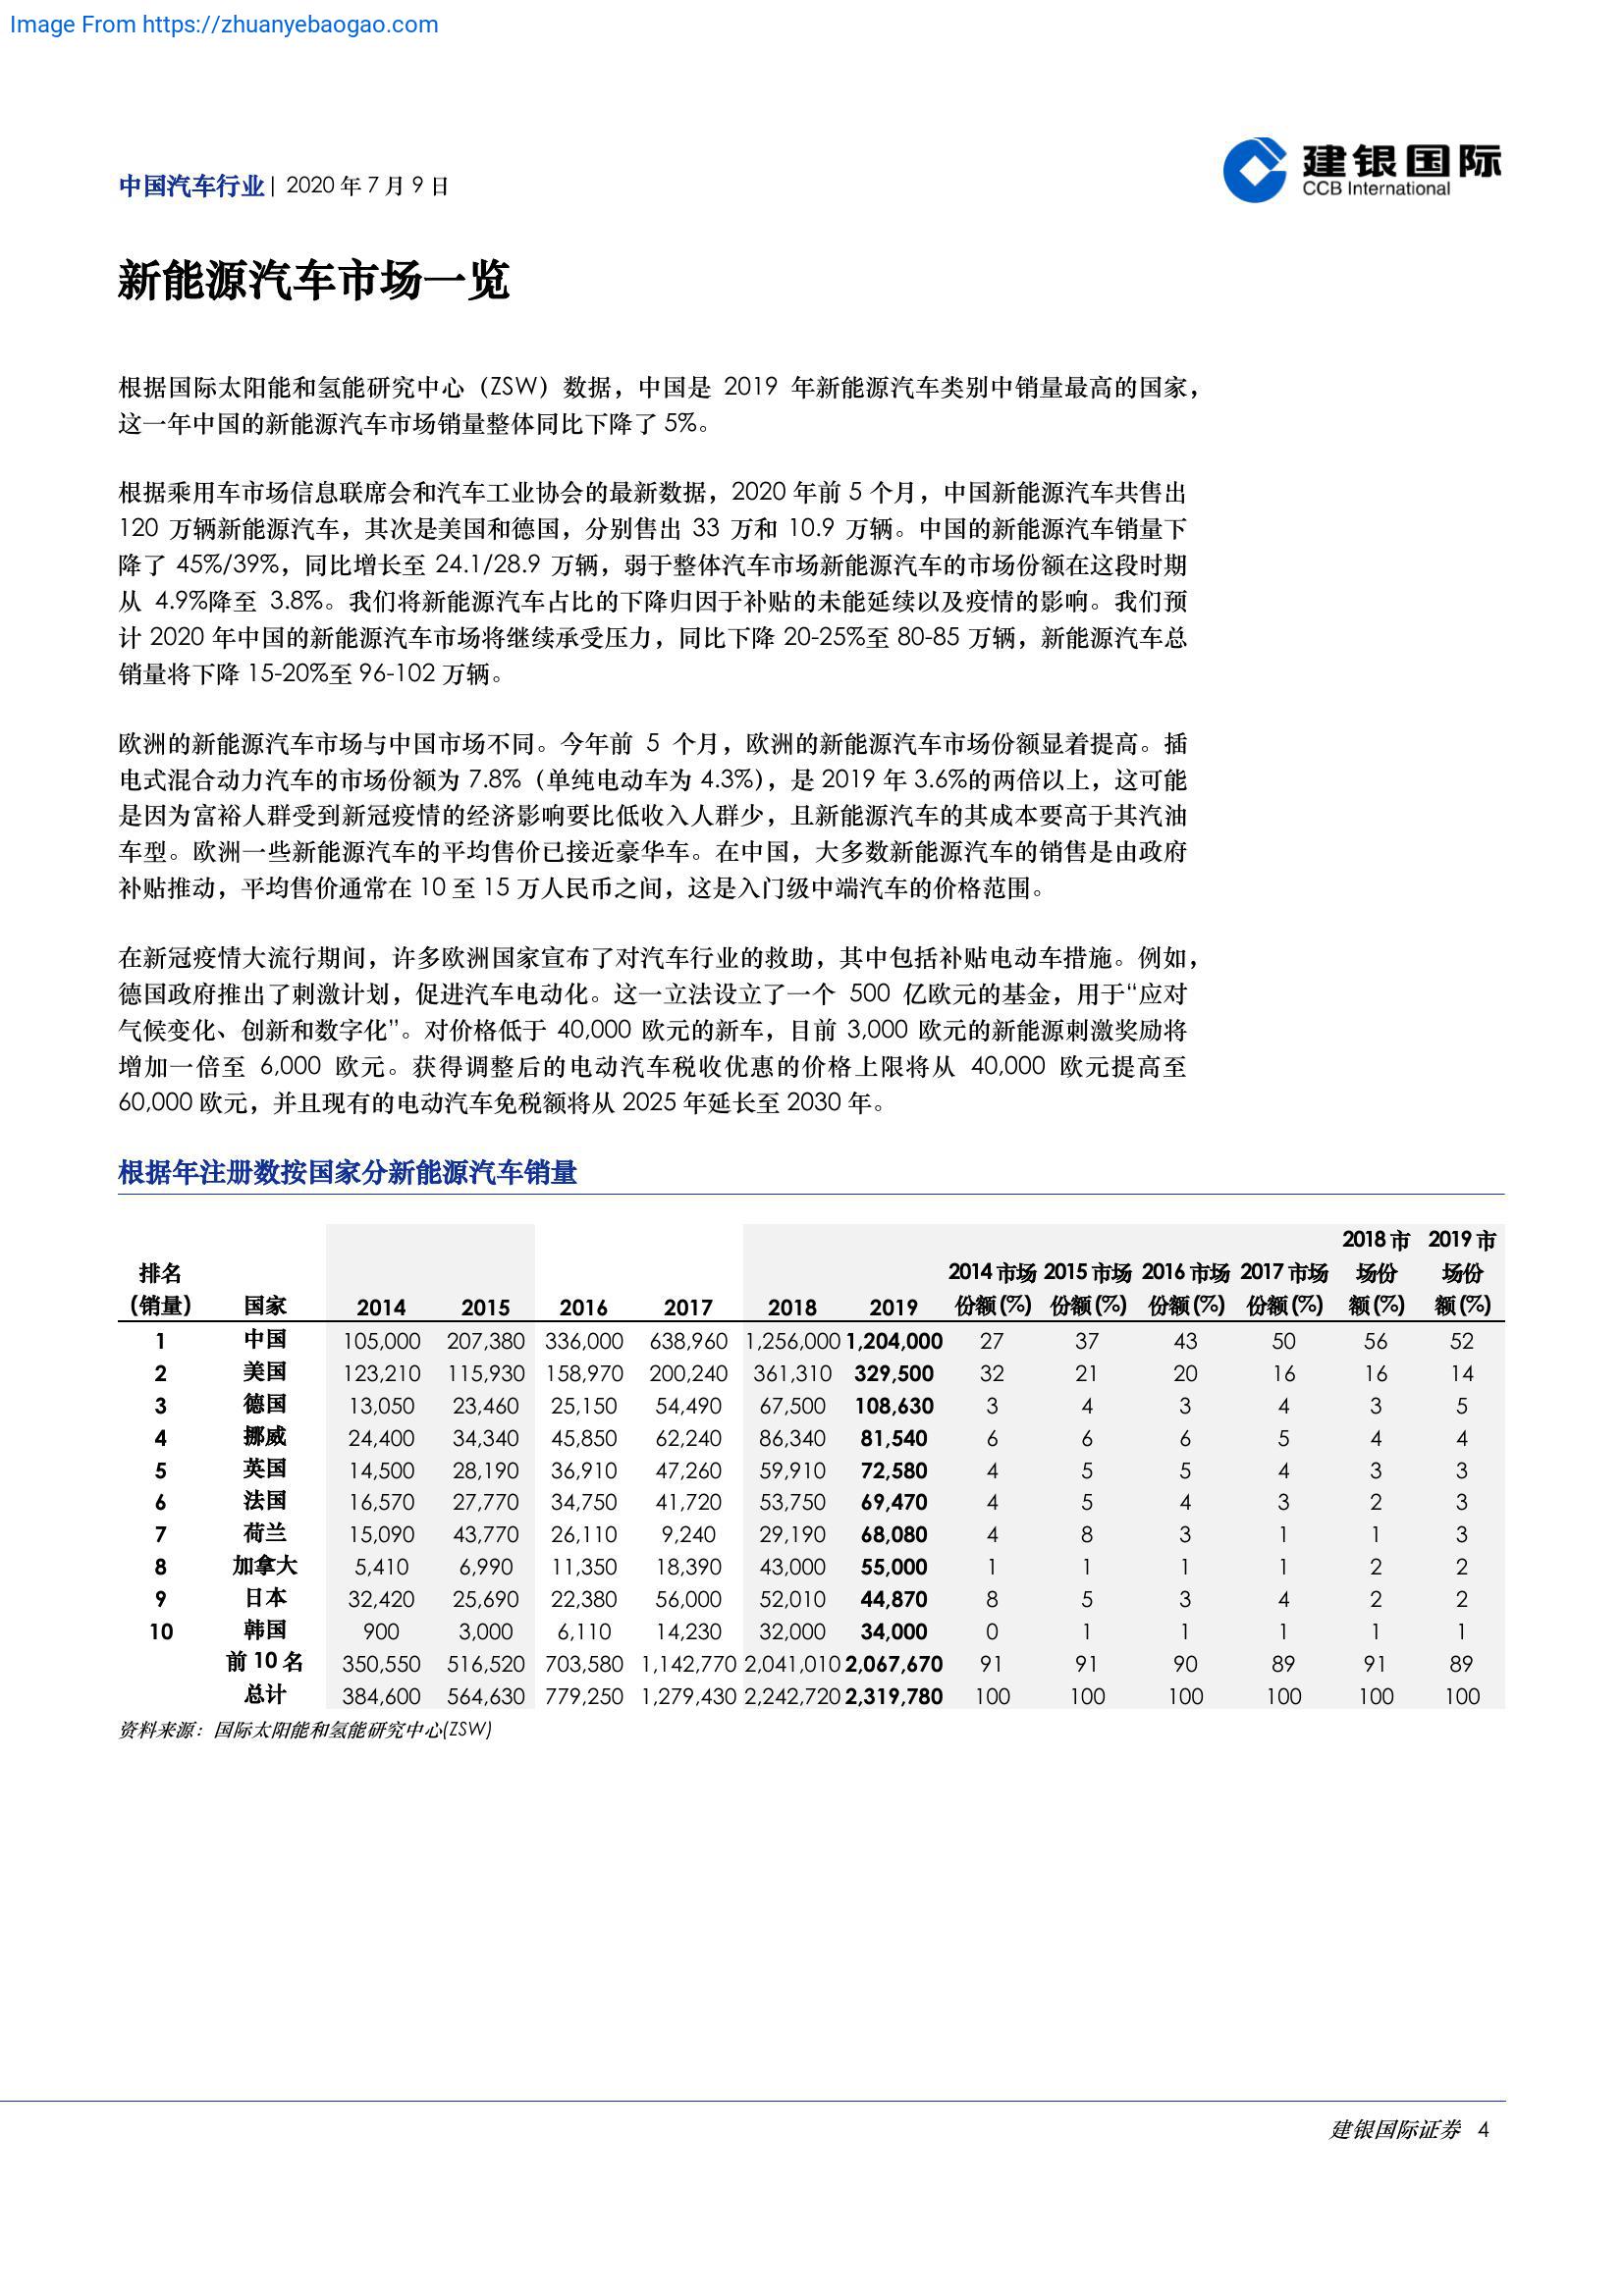 Image From https://zhuanyebaogao.com
建银国际
CCB International
中国汽车行业 | 2020 年 7 月 9 日
新能源汽车市场一览
根据国际太阳能和氢能研究中心（ZSW）数据，中国是 2019 年新能源汽车类别中销量最高的国家，
这一年中国的新能源汽车市场销量整体同比下降了 5%。
根据乘用车市场信息联席会和汽车工业协会的最新数据，2020 年前 5 个月，中国新能源汽车共售出
120 万辆新能源汽车，其次是美国和德国，分别售出 33 万和 10.9 万辆。中国的新能源汽车销量下
降了 45%/39%，同比增长至 24.1/28.9 万辆，弱于整体汽车市场新能源汽车的市场份额在这段时期
从 4.9%降至 3.8%。我们将新能源汽车占比的下降归因于补贴的未能延续以及疫情的影响。我们预
计 2020 年中国的新能源汽车市场将继续承受压力，同比下降 20-25%至 80-85 万辆，新能源汽车总
销量将下降 15-20%至 96-102 万辆。
欧洲的新能源汽车市场与中国市场不同。今年前 5 个月，欧洲的新能源汽车市场份额显着提高。插
电式混合动力汽车的市场份额为 7.8%（单纯电动车为 4.3%），是 2019 年 3.6%的两倍以上，这可能
是因为富裕人群受到新冠疫情的经济影响要比低收入人群少，且新能源汽车的其成本要高于其汽油
车型。欧洲一些新能源汽车的平均售价已接近豪华车。在中国，大多数新能源汽车的销售是由政府
补贴推动，平均售价通常在 10 至 15 万人民币之间，这是入门级中端汽车的价格范围。
在新冠疫情大流行期间，许多欧洲国家宣布了对汽车行业的救助，其中包括补贴电动车措施。例如，
德国政府推出了刺激计划，促进汽车电动化。这一立法设立了一个 500 亿欧元的基金，用于“应对
气候变化、创新和数字化”。对价格低于 40,000 欧元的新车，目前 3,000 欧元的新能源刺激奖励将
增加一倍至 6,000 欧元。获得调整后的电动汽车税收优惠的价格上限将从 40,000 欧元提高至
60,000 欧元，并且现有的电动汽车免税额将从 2025 年延长至 2030 年。
根据年注册数按国家分新能源汽车销量
排名（销量） 国家 2014 2015 2016 2017 2018 2019 2014 市场份额 (%) 2015 市场份额 (%) 2016 市场份额 (%) 2017 市场份额 (%) 2018 市场份额 (%) 2019 市场份额 (%)
1 中国 105,000 207,380 336,000 638,960 1,256,000 1,204,000 27 37 43 50 56 52
2 美国 123,210 115,930 158,970 200,240 361,310 329,500 32 21 20 16 16 14
3 德国 13,050 23,460 25,150 54,490 67,500 108,630 3 4 3 4 3 5
4 挪威 24,400 34,340 45,850 62,240 86,340 81,540 6 6 6 5 4 4
5 英国 14,500 28,190 36,910 47,260 59,910 72,580 4 5 5 4 3 3
6 法国 16,570 27,770 34,750 41,720 53,750 69,470 4 5 4 3 2 3
7 荷兰 15,090 43,770 26,110 9,240 29,190 68,080 4 8 3 1 1 3
8 加拿大 5,410 6,990 11,350 18,390 43,000 55,000 1 1 1 1 2 2
9 日本 32,420 25,690 22,380 56,000 52,010 44,870 8 5 3 4 2 2
10 韩国 900 3,000 6,110 14,230 32,000 34,000 0 1 1 1 1 1
前 10 名 350,550 516,520 703,580 1,142,770 2,041,010 2,067,670 91 91 90 89 91 89
总计 384,600 564,630 779,250 1,279,430 2,242,720 2,319,780 100 100 100 100 100 100
资料来源：国际太阳能和氢能研究中心(ZSW)
建银国际证券 4